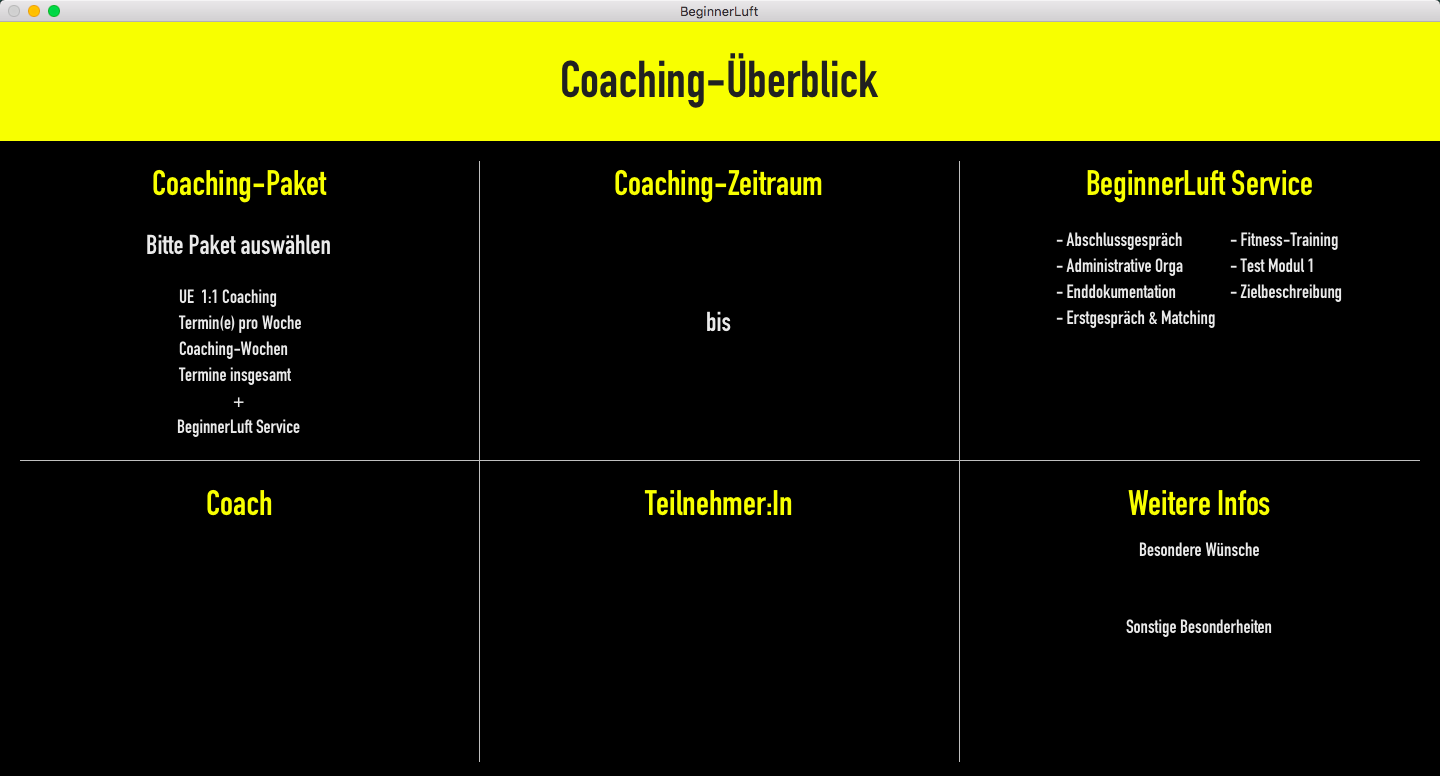 BeginnerLuft
Coaching-Überblick
Coaching-Paket
Bitte Paket auswählen
UE 1:1 Coaching
Termin(e) pro Woche
Coaching-Wochen
Termine insgesamt
+
BeginnerLuft Service
Coaching-Zeitraum
bis
BeginnerLuft Service
- Abschlussgespräch
- Administrative Orga
- Enddokumentation
- Erstgespräch & Matching
- Fitness-Training
- Test Modul 1
- Zielbeschreibung
Coach
Teilnehmer:In
Weitere Infos
Besondere Wünsche
Sonstige Besonderheiten